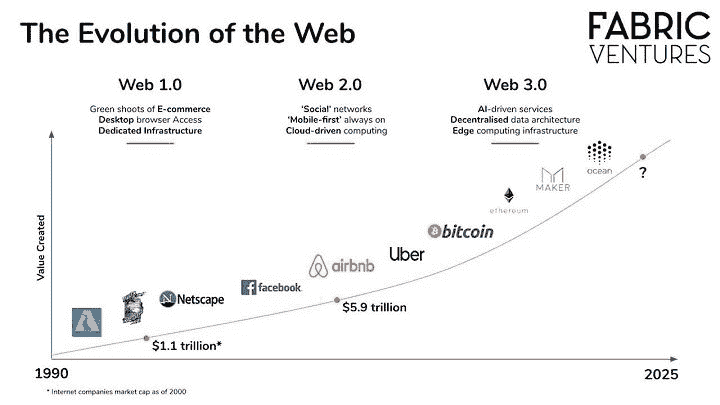 The Evolution of the Web
FABRIC
VENTURES
Web 1.0
Green shoots of E-commerce
Desktop browser Access
Dedicated Infrastructure
Web 2.0
'Social' networks
'Mobile-first' always on
Cloud-driven computing
Web 3.0
AI-driven services
Decentralised data architecture
Edge computing infrastructure
Value Created
Netscape
facebook.
airbnb
Uber
bitcoin
ethereum
MAKER
ocean
?
$1.1 trillion*
$5.9 trillion
1990
2025
* Internet companies market cap as of 2000